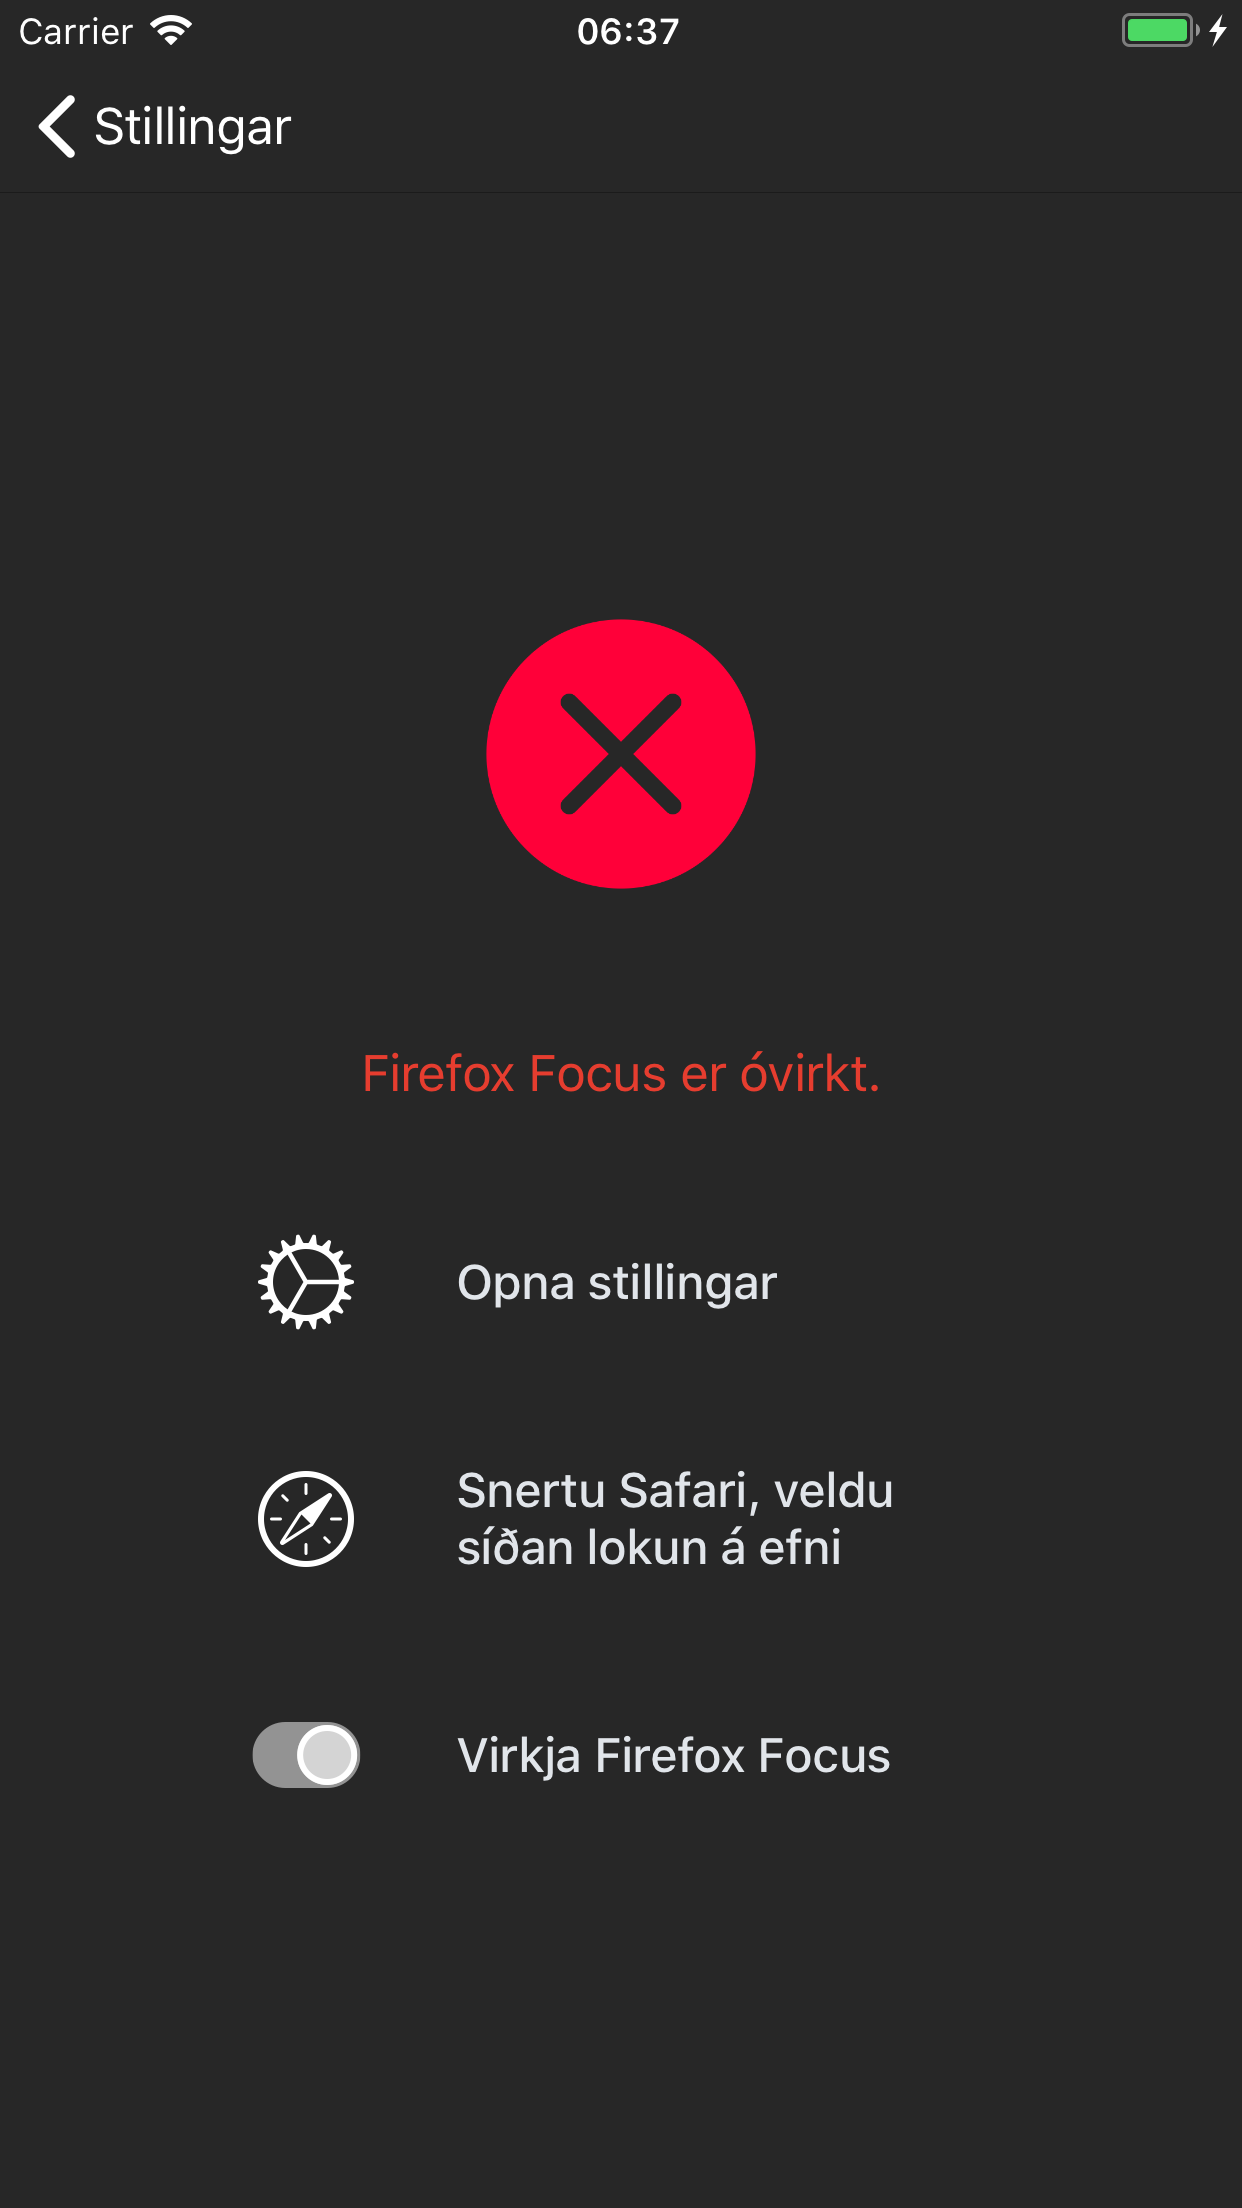 Carrier 06:37
Stillingar
Firefox Focus er óvirkt.
Opna stillingar
Snertu Safari, veldu
síðan lokun á efni
Virkja Firefox Focus